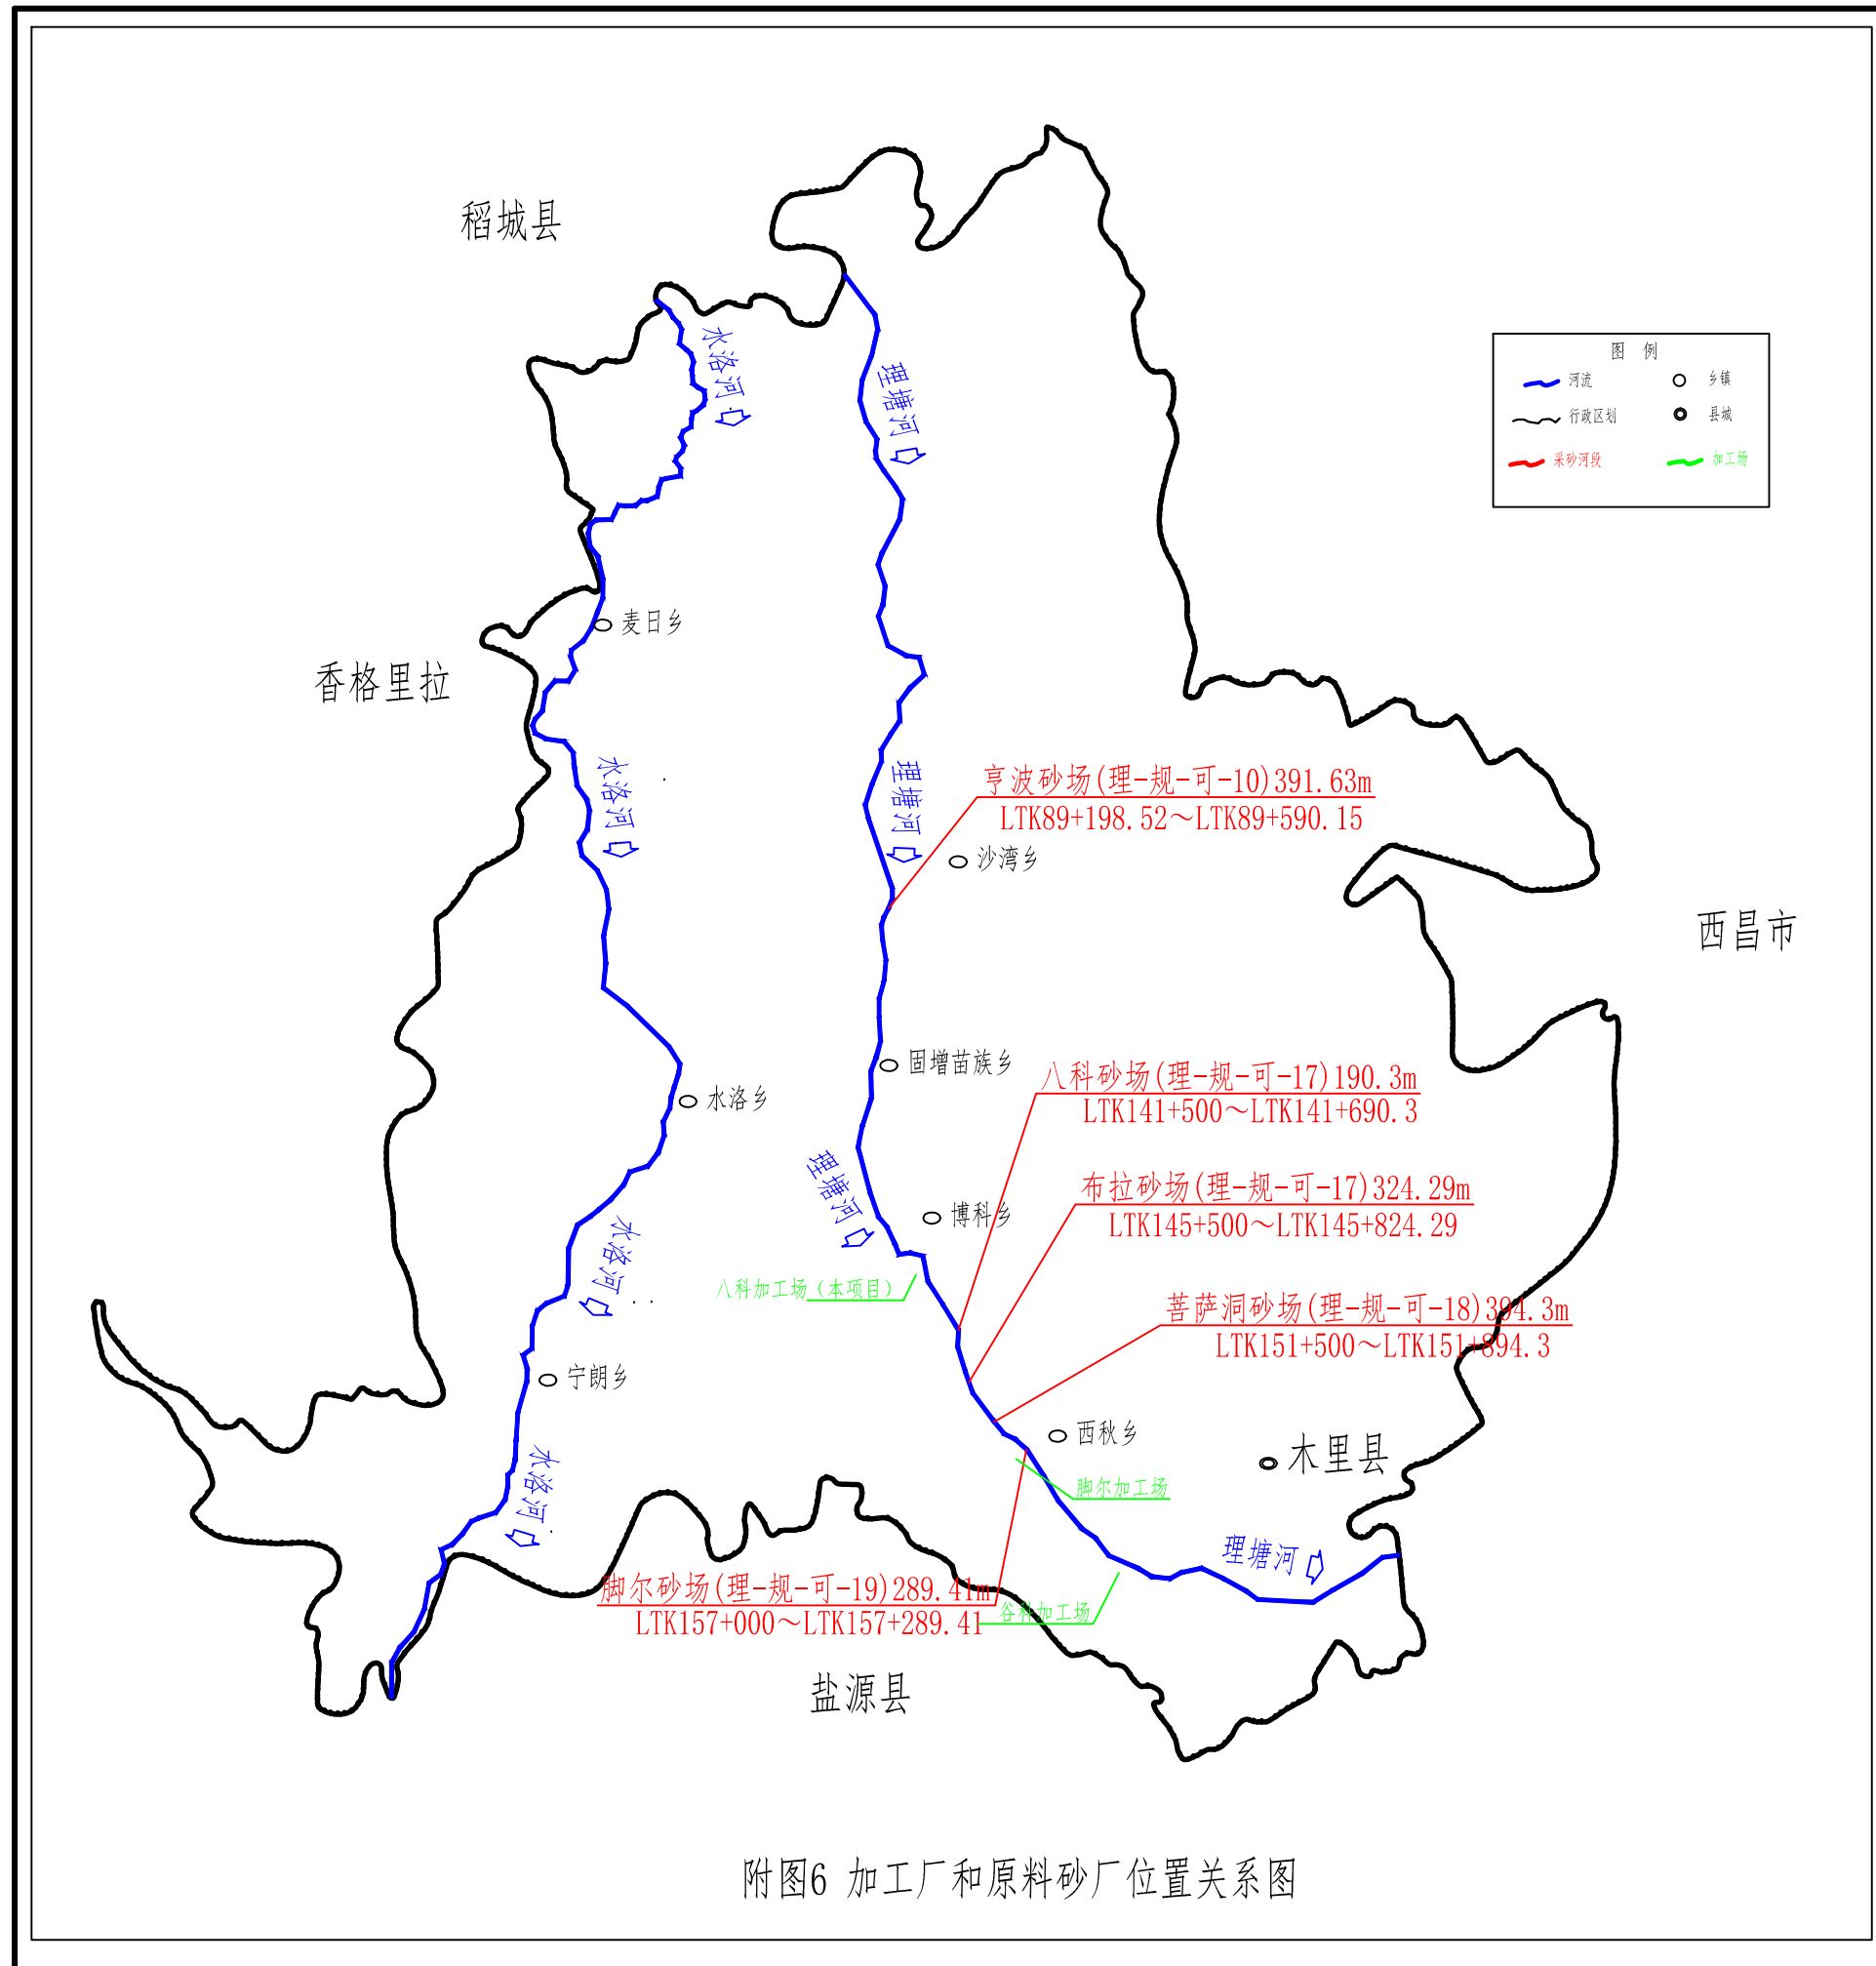 稻城县
水洛河
理塘河
图 例
河流
乡镇
行政区划
县城
采砂河段
加工场
麦日乡
香格里拉
水洛河
理塘河
亨波砂场(理-规-可-10)391.63m
LTK89+198.52～LTK89+590.15
沙湾乡
西昌市
固增苗族乡
水洛乡
八科砂场(理-规-可-17)190.3m
LTK141+500～LTK141+690.3
理塘河
博科乡
布拉砂场(理-规-可-17)324.29m
LTK145+500～LTK145+824.29
水洛河
八科加工场（本项目）
菩萨洞砂场(理-规-可-18)394.3m
LTK151+500～LTK151+894.3
宁朗乡
西秋乡
木里县
水洛河
脚尔加工场
理塘河
脚尔砂场(理-规-可-19)289.41m
LTK157+000～LTK157+289.41
谷科加工场
盐源县
附图6 加工厂和原料砂厂位置关系图